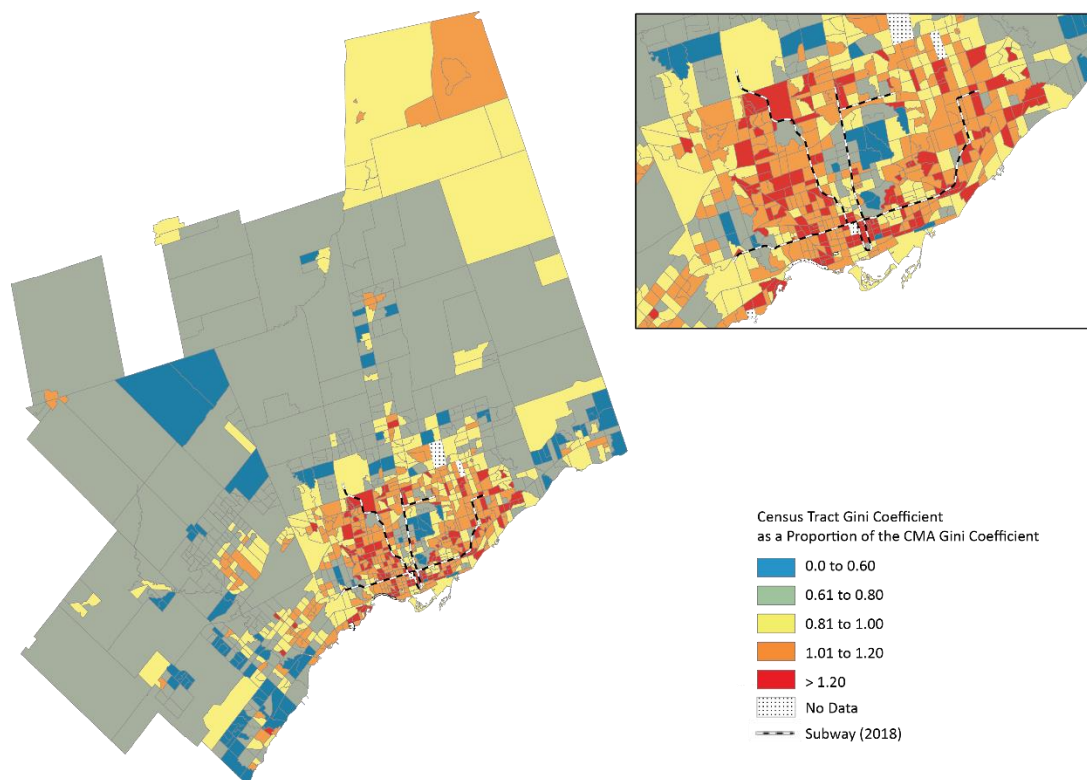 Census Tract Gini Coefficient
as a Proportion of the CMA Gini Coefficient
0.0 to 0.60
0.61 to 0.80
0.81 to 1.00
1.01 to 1.20
> 1.20
No Data
Subway (2018)